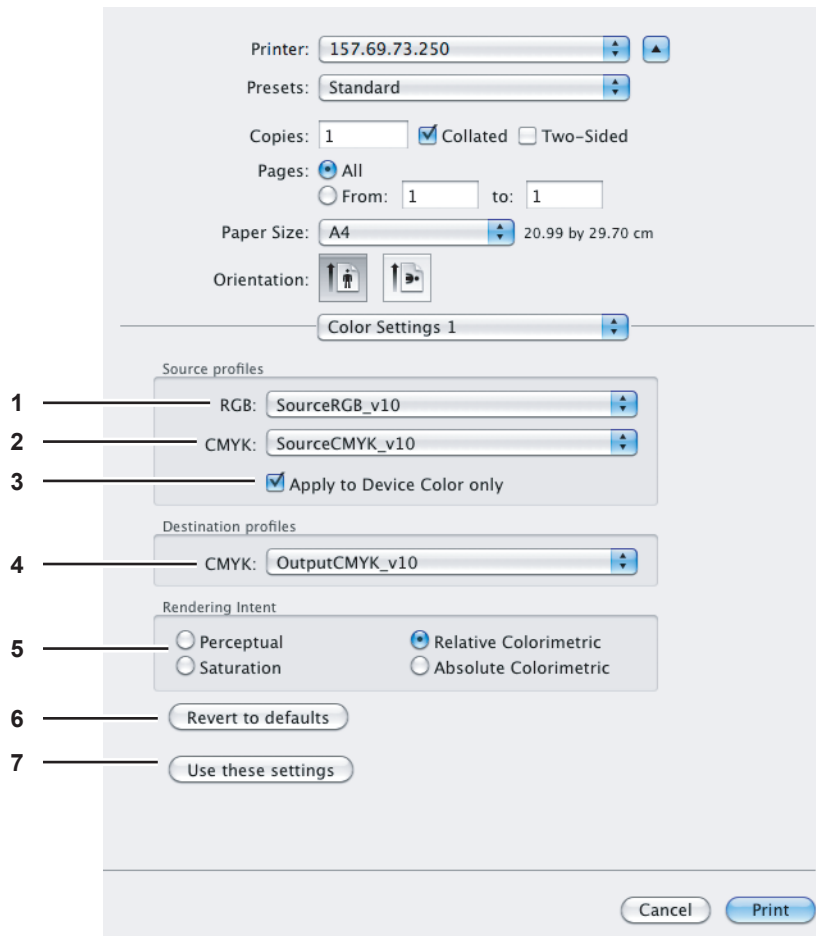 Printer: 157.69.73.250
Presets: Standard
Copies: 1 Collated Two-Sided
Pages: All
From: 1 to: 1
Paper Size: A4 20.99 by 29.70 cm
Orientation:
Color Settings 1
Source profiles
1 RGB: SourceRGB_v10
2 CMYK: SourceCMYK_v10
3 Apply to Device Color only
Destination profiles
4 CMYK: OutputCMYK_v10
Rendering Intent
5 Perceptual Relative Colorimetric
Saturation Absolute Colorimetric
6 Revert to defaults
7 Use these settings
Cancel Print